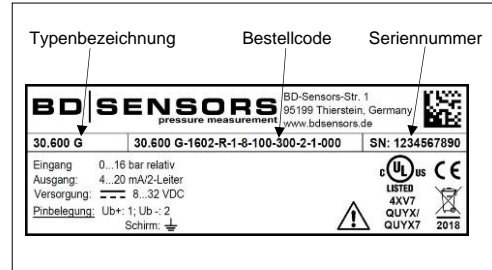 Typenbezeichnung Bestellcode Seriennummer
BD SENSORS
pressure measurement
BD-Sensors-Str. 1
95199 Thierstein, Germany
www.bdsensors.de
30.600 G 30.600 G-1602-R-1-8-100-300-2-1-000 SN: 1234567890
Eingang 0...16 bar relativ
Ausgang: 4...20 mA/2-Leiter
Versorgung: 8...32 VDC
Pinbelegung: Ub+: 1; Ub -: 2
Schirm:
c UL us CE
LISTED
4XV7
QUYX/
QUYX7 2018